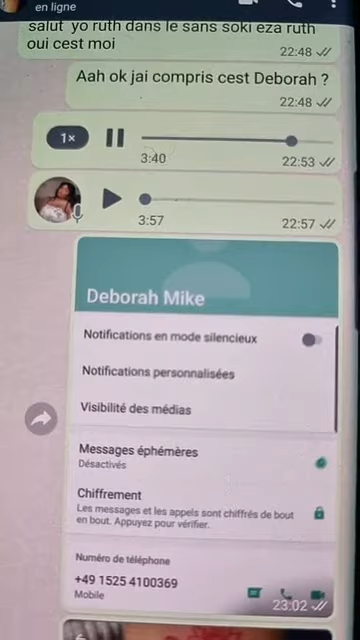 en ligne
salut yo ruth dans le sans soki eza ruth
oui cest moi
22:48
Aah ok jai compris cest Deborah ?
22:48
1×
3:40
22:53
3:57
22:57
Deborah Mike
Notifications en mode silencieux
Notifications personnalisées
Visibilité des médias
Messages éphémères
Désactivés
Chiffrement
Les messages et les appels sont chiffrés de bout
en bout. Appuyez pour vérifier.
Numéro de téléphone
+49 1525 4100369
Mobile
23:02